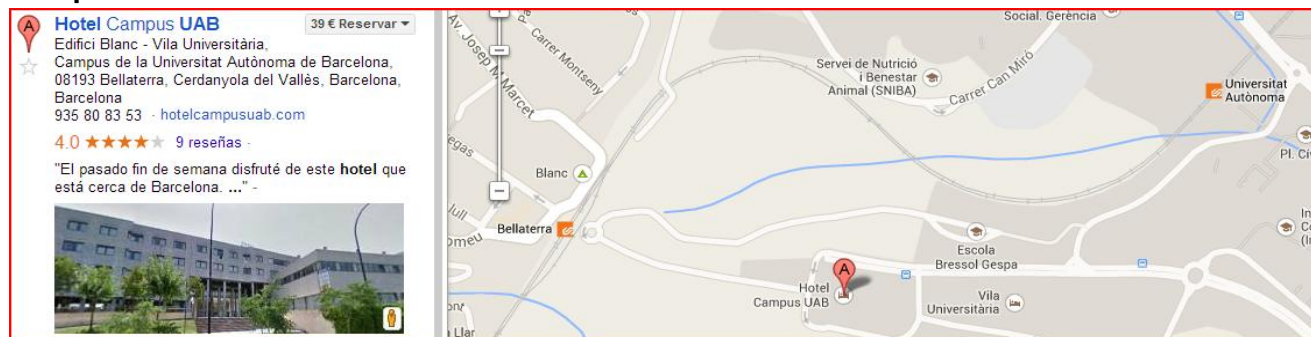 Hotel Campus UAB
39 € Reservar
Edifici Blanc - Vila Universitària,
Campus de la Universitat Autònoma de Barcelona,
08193 Bellaterra, Cerdanyola del Vallès, Barcelona,
Barcelona
935 80 83 53 · hotelcampusuab.com
4.0 ★★★★★ 9 reseñas ·
"El pasado fin de semana disfruté de este hotel que
está cerca de Barcelona. ..." -
A
Av. Josep M Marcet
Carrer Montseny
Social. Gerència
Servei de Nutrició
i Benestar
Animal (SNIBA)
Carrer Can Miró
Universitat
Autònoma
Blanc
Bellaterra
Escola
Bressol Gespa
A
Hotel
Campus UAB
Vila
Universitària